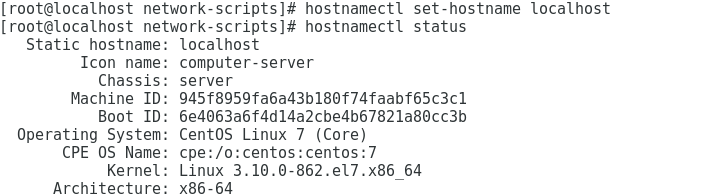 [root@localhost network-scripts]# hostnamectl set-hostname localhost
[root@localhost network-scripts]# hostnamectl status
   Static hostname: localhost
         Icon name: computer-server
           Chassis: server
        Machine ID: 945f8959fa6a43b180f74faabf65c3c1
           Boot ID: 6e4063a6f4d14a2cbe4b67821a80cc3b
  Operating System: CentOS Linux 7 (Core)
       CPE OS Name: cpe:/o:centos:centos:7
            Kernel: Linux 3.10.0-862.el7.x86_64
      Architecture: x86-64